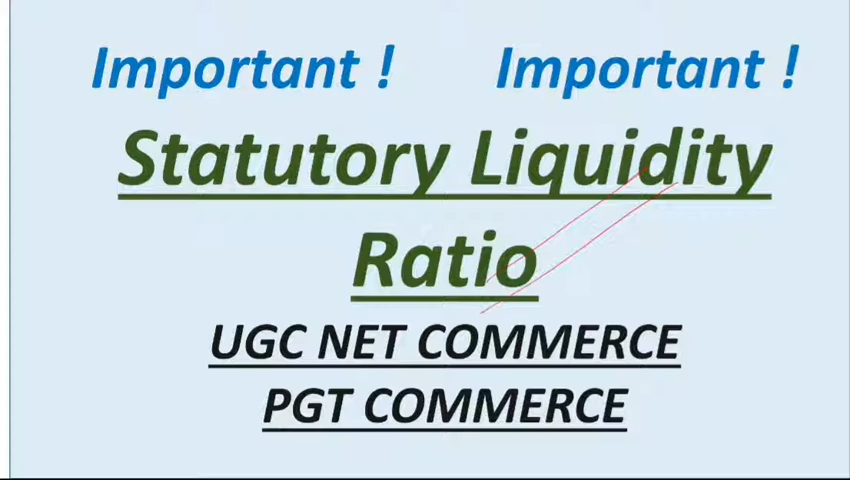 Important ! Important !
Statutory Liquidity
Ratio
UGC NET COMMERCE
PGT COMMERCE